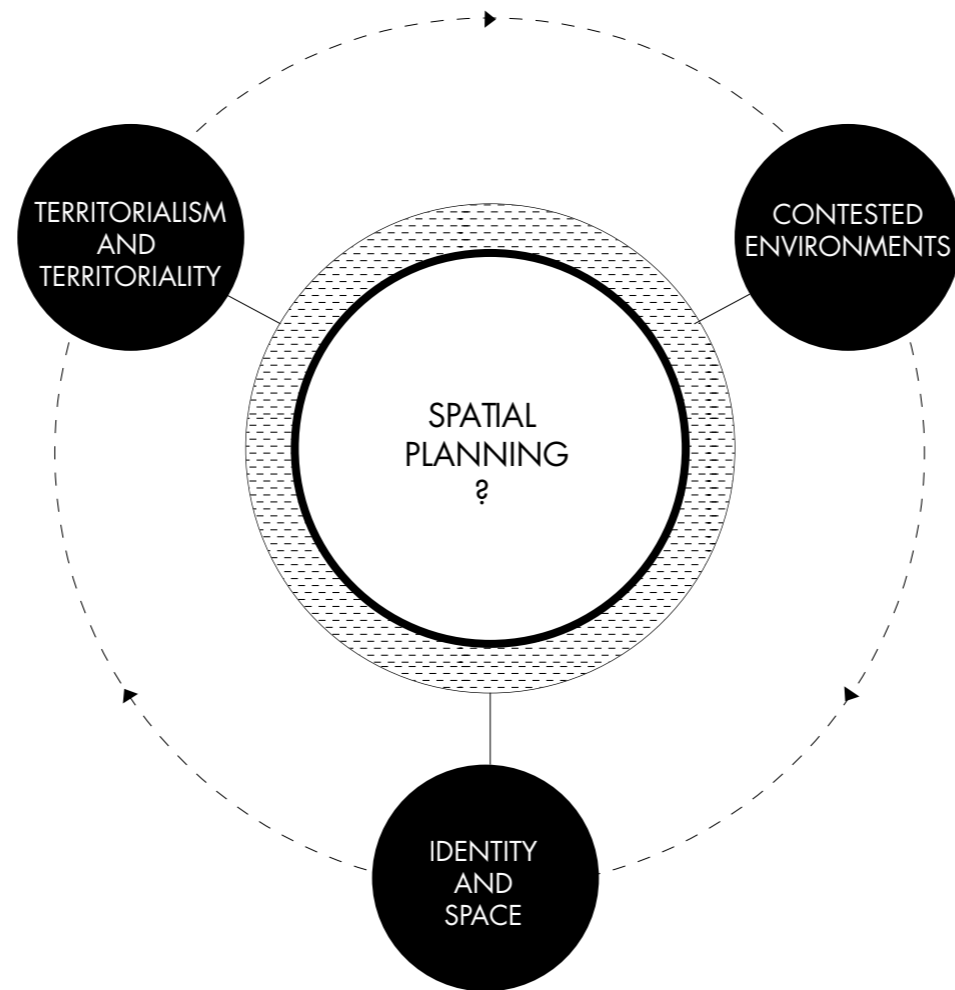 TERRITORIALISM
AND
TERRITORIALITY
CONTESTED
ENVIRONMENTS
SPATIAL
PLANNING
?
IDENTITY
AND
SPACE